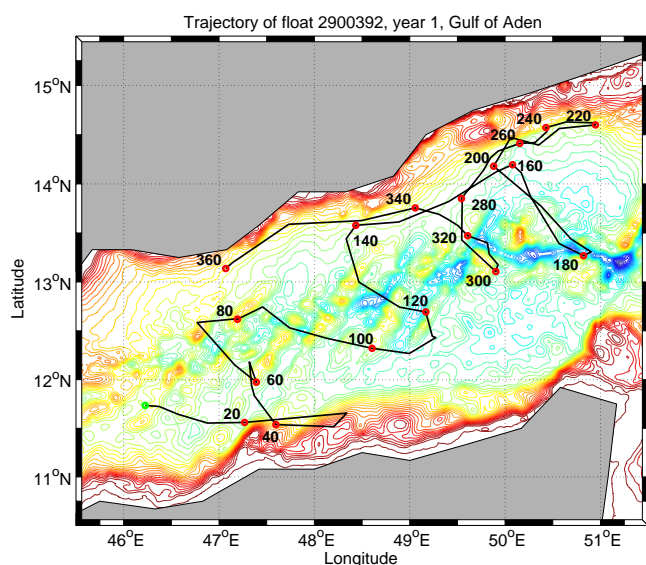 Trajectory of float 2900392, year 1, Gulf of Aden
15°N
240 220
260
200 160
14°N
340
280
140 320
360
180
13°N
300
120
80
100
12°N
60
20
40
11°N
46°E 47°E 48°E 49°E 50°E 51°E
Longitude
Latitude